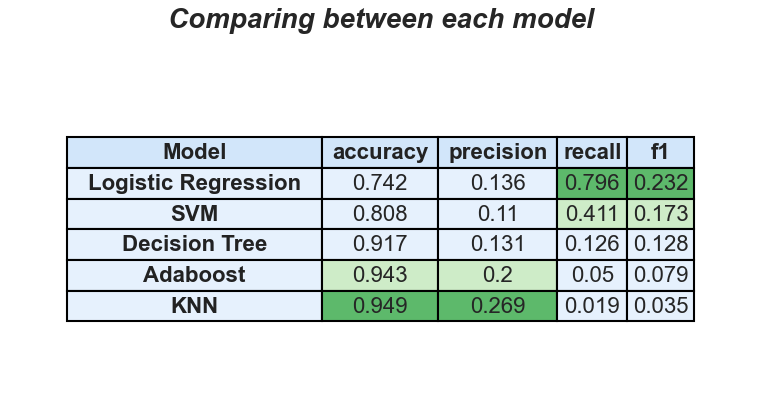 Comparing between each model
Model accuracy precision recall f1
Logistic Regression 0.742 0.136 0.796 0.232
SVM 0.808 0.11 0.411 0.173
Decision Tree 0.917 0.131 0.126 0.128
Adaboost 0.943 0.2 0.05 0.079
KNN 0.949 0.269 0.019 0.035